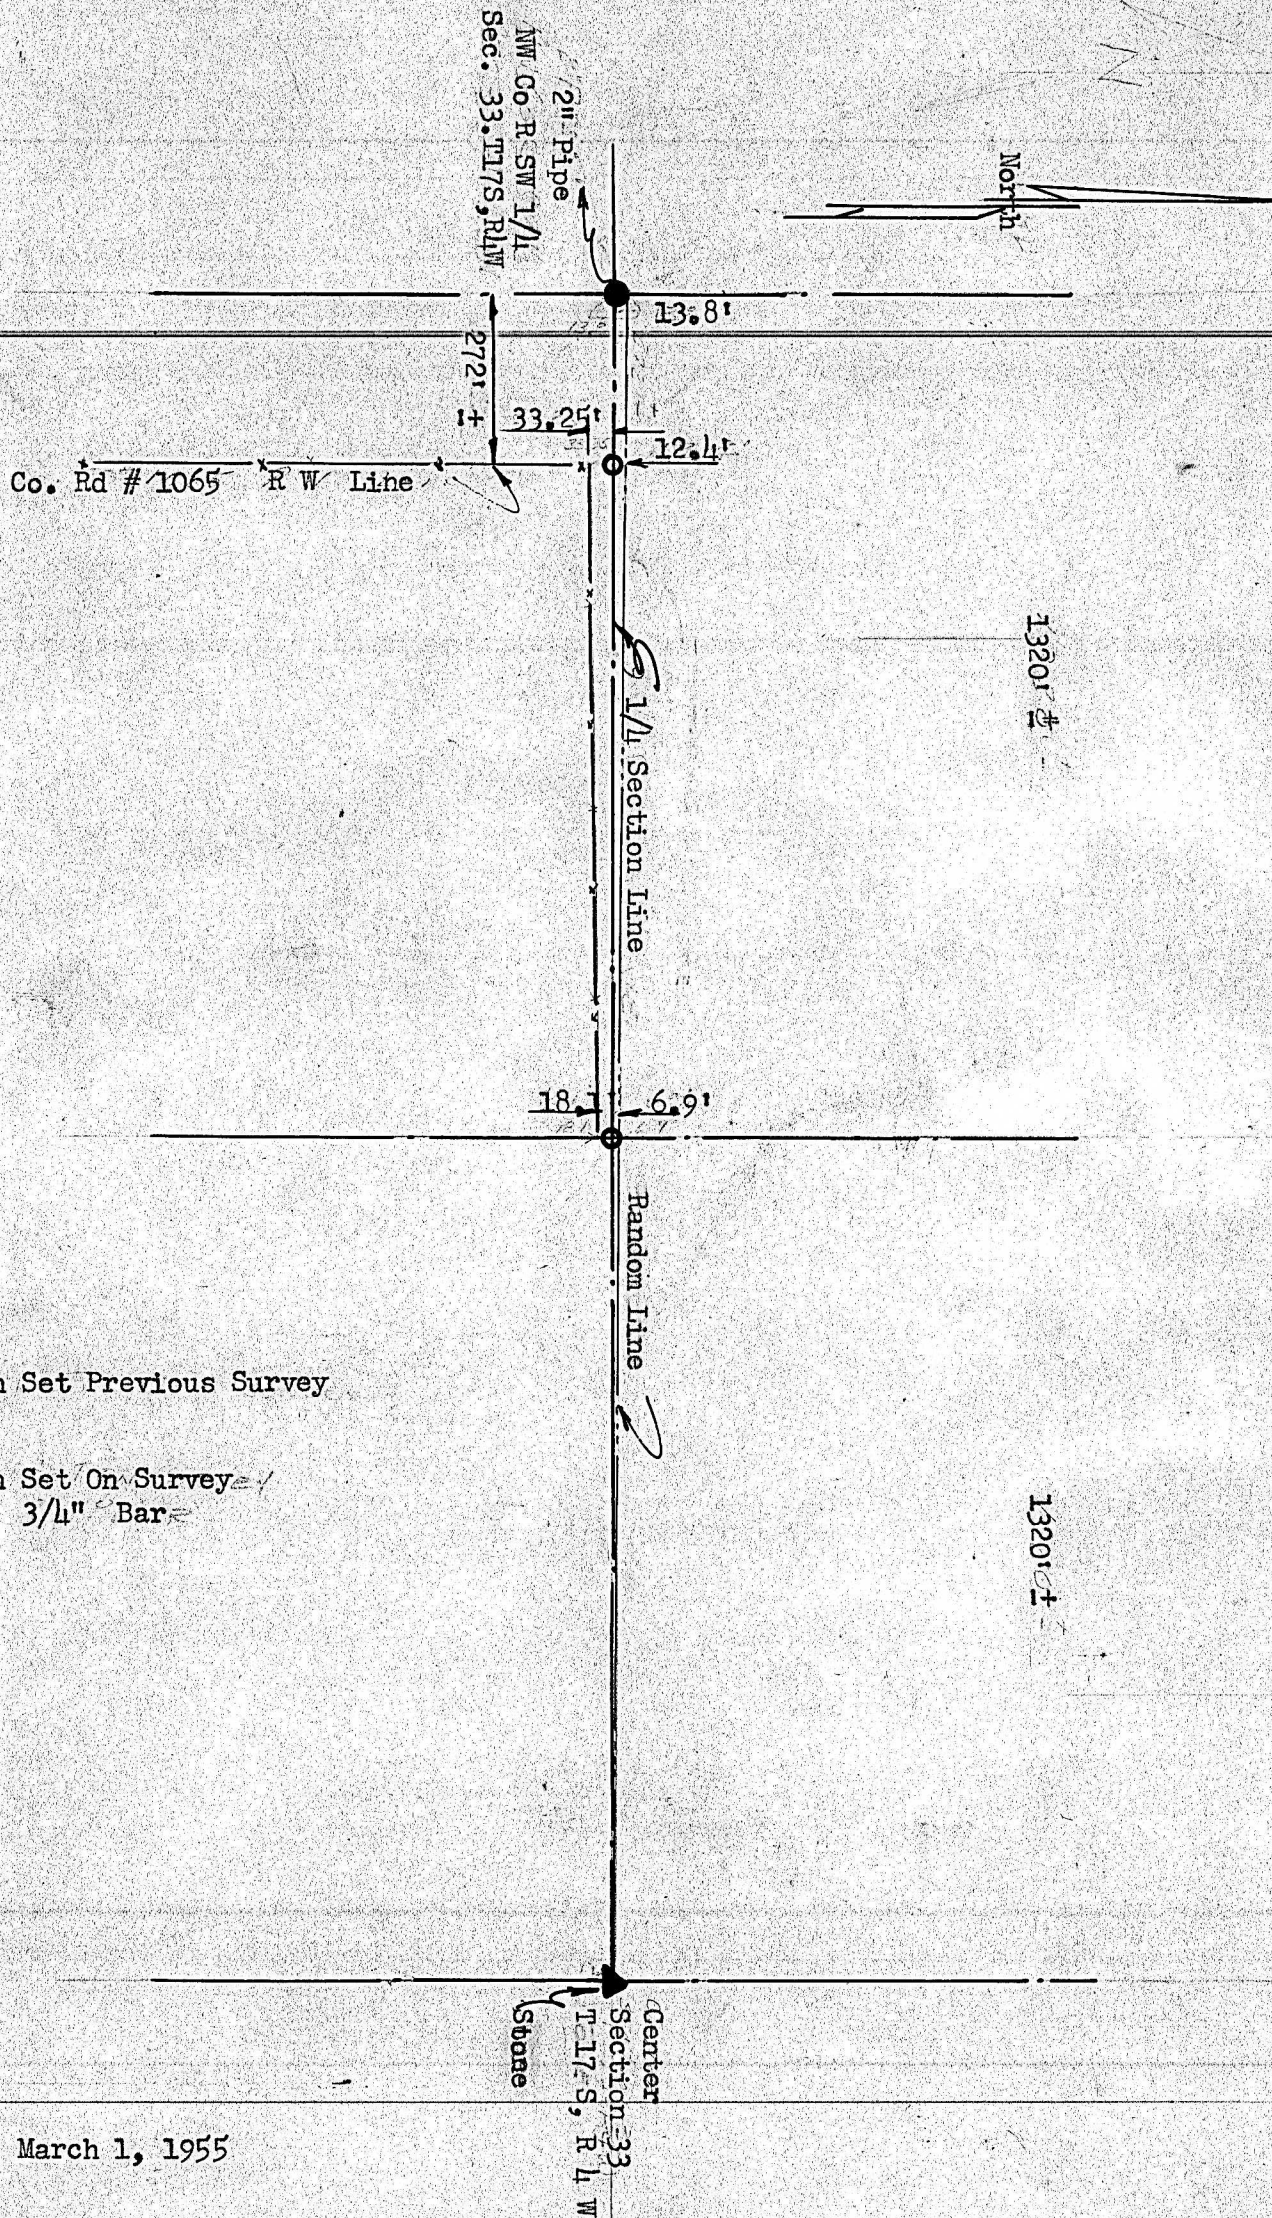 North
2" Pipe
NW Co R SW 1/4
Sec. 33.T17S,R4W
13.8'
272' ±
33.25'
12.4'
Co. Rd # 1065 R W Line
1320' ±
1/4 Section Line
18.1'
6.9'
Random Line
Set Previous Survey
Set On Survey
3/4" Bar
1320' ±
Center
Section 33
T 17 S, R 4 W
Stone
March 1, 1955